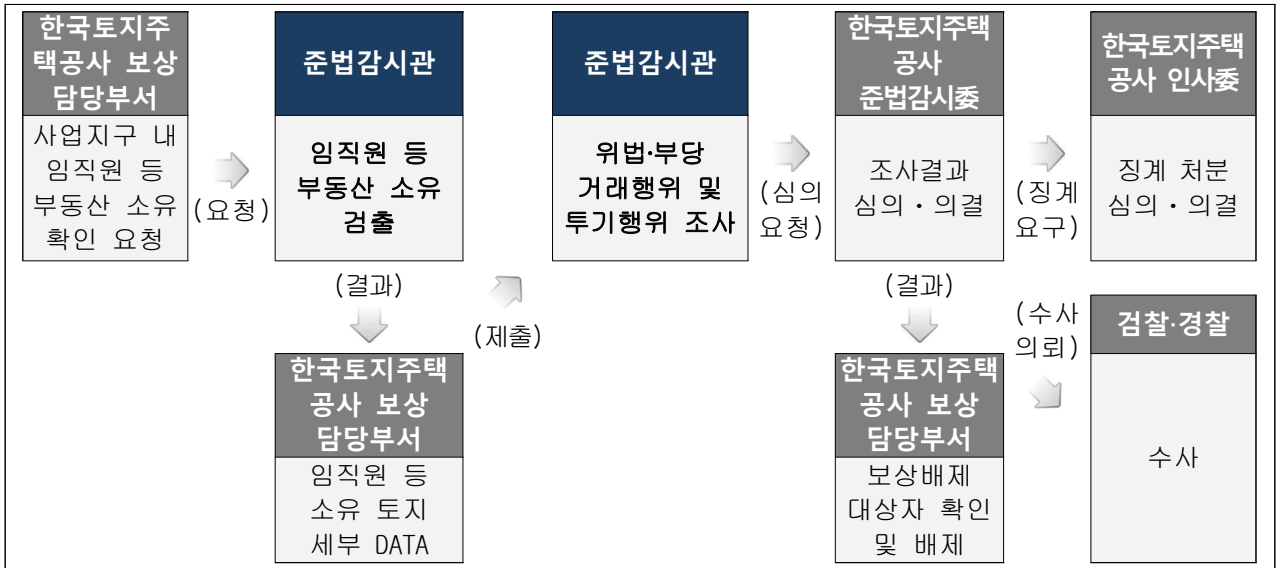 한국토지주
택공사 보상
담당부서
사업지구 내
임직원 등
부동산 소유
확인 요청
(요청)
준법감시관
임직원 등
부동산 소유
검출
(결과)
한국토지주택
공사 보상
담당부서
임직원 등
소유 토지
세부 DATA
(제출)
준법감시관
위법·부당
거래행위 및
투기행위 조사
(심의
요청)
한국토지주택
공사
준법감시委
조사결과
심의·의결
(결과)
한국토지주택
공사 보상
담당부서
보상배제
대상자 확인
및 배제
(징계
요구)
한국토지주택
공사 인사委
징계 처분
심의·의결
(수사
의뢰)
검찰·경찰
수사